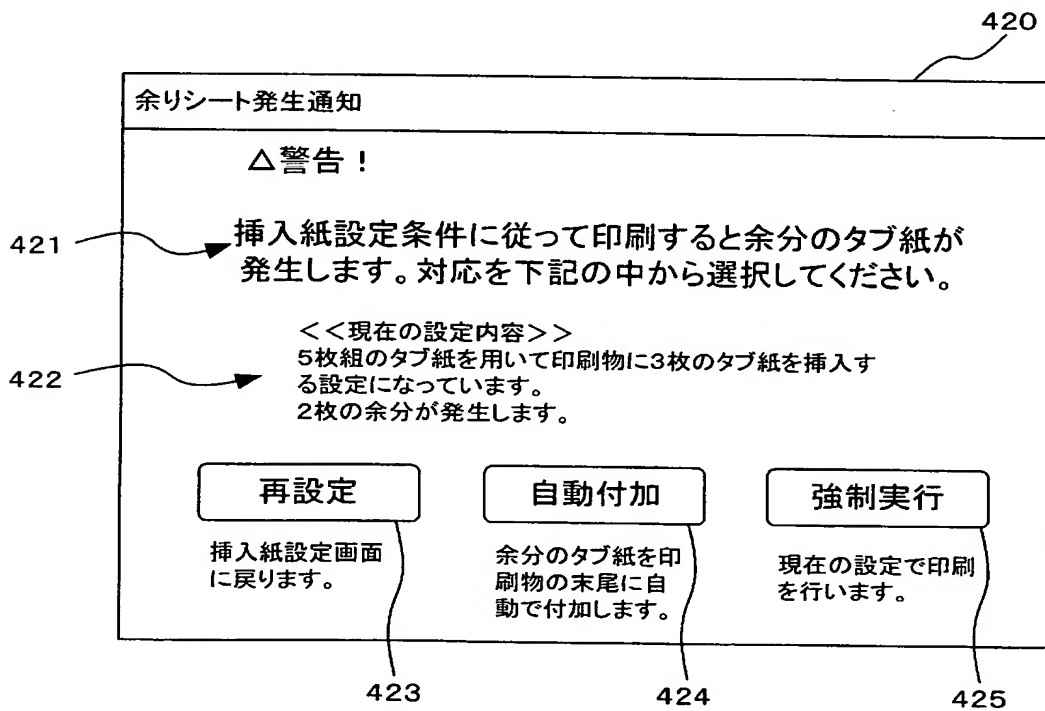 420
余りシート発生通知
△警告！
421
挿入紙設定条件に従って印刷すると余分のタブ紙が
発生します。対応を下記の中から選択してください。
422
＜＜現在の設定内容＞＞
5枚組のタブ紙を用いて印刷物に3枚のタブ紙を挿入す
る設定になっています。
2枚の余分が発生します。
再設定
自動付加
強制実行
挿入紙設定画面
に戻ります。
余分のタブ紙を印
刷物の末尾に自
動で付加します。
現在の設定で印刷
を行います。
423
424
425